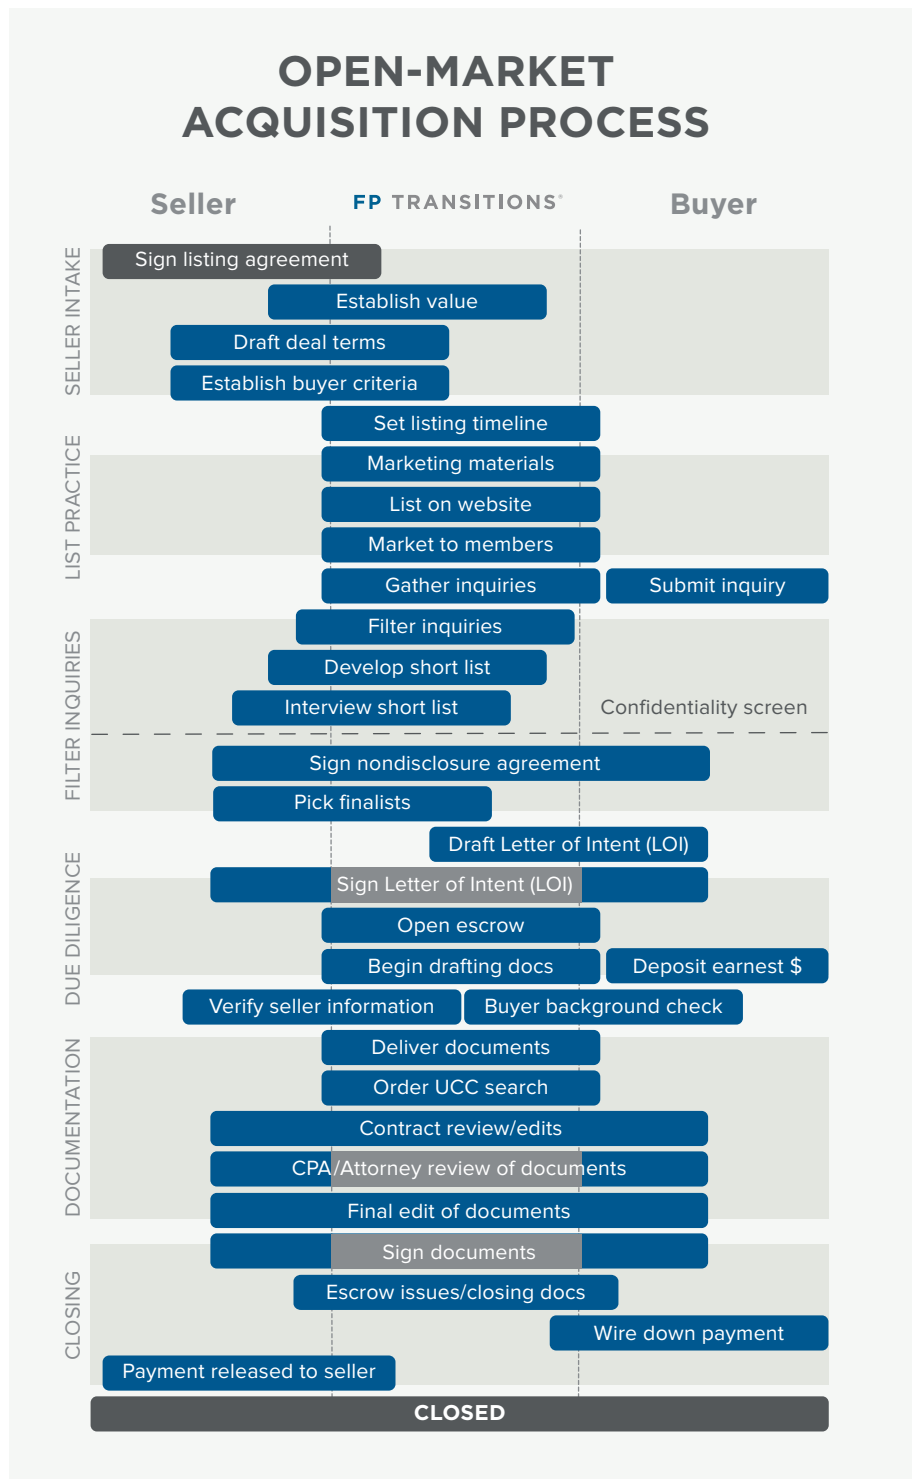 OPEN-MARKET
ACQUISITION PROCESS
Seller
FP TRANSITIONS®
Buyer
SELLER INTAKE
Sign listing agreement
Establish value
Draft deal terms
Establish buyer criteria
LIST PRACTICE
Set listing timeline
Marketing materials
List on website
Market to members
Gather inquiries
Submit inquiry
FILTER INQUIRIES
Filter inquiries
Develop short list
Interview short list
Confidentiality screen
Sign nondisclosure agreement
Pick finalists
DUE DILIGENCE
Draft Letter of Intent (LOI)
Sign Letter of Intent (LOI)
Open escrow
Begin drafting docs
Deposit earnest $
Verify seller information
Buyer background check
DOCUMENTATION
Deliver documents
Order UCC search
Contract review/edits
CPA/Attorney review of documents
Final edit of documents
CLOSING
Sign documents
Escrow issues/closing docs
Wire down payment
Payment released to seller
CLOSED